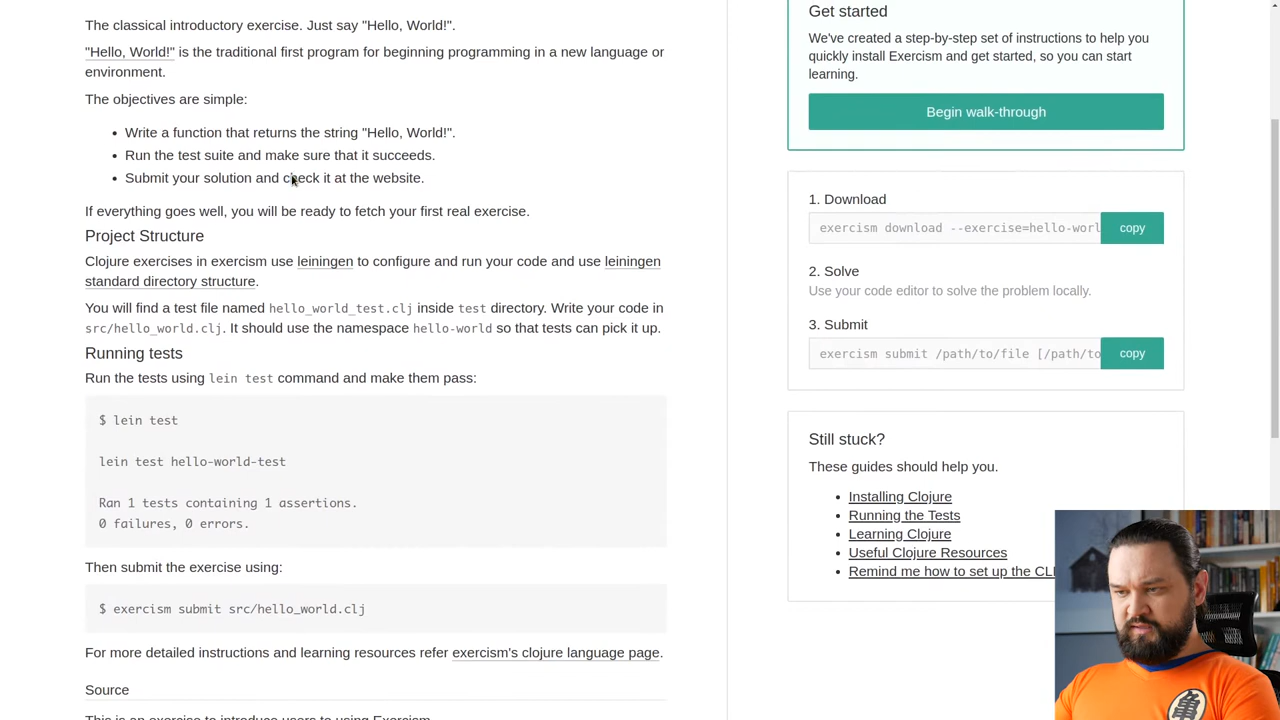 The classical introductory exercise. Just say "Hello, World!".
"Hello, World!" is the traditional first program for beginning programming in a new language or
environment.
The objectives are simple:
• Write a function that returns the string "Hello, World!".
• Run the test suite and make sure that it succeeds.
• Submit your solution and check it at the website.
If everything goes well, you will be ready to fetch your first real exercise.
Project Structure
Clojure exercises in exercism use leiningen to configure and run your code and use leiningen
standard directory structure.
You will find a test file named hello_world_test.clj inside test directory. Write your code in
src/hello_world.clj. It should use the namespace hello-world so that tests can pick it up.
Running tests
Run the tests using lein test command and make them pass:
$ lein test
lein test hello-world-test
Ran 1 tests containing 1 assertions.
0 failures, 0 errors.
Then submit the exercise using:
$ exercism submit src/hello_world.clj
For more detailed instructions and learning resources refer exercism's clojure language page.
Source
This is an exercise to introduce users to using Exercism
Get started
We've created a step-by-step set of instructions to help you
quickly install Exercism and get started, so you can start
learning.
Begin walk-through
1. Download
exercism download --exercise=hello-worl
copy
2. Solve
Use your code editor to solve the problem locally.
3. Submit
exercism submit /path/to/file [/path/to
copy
Still stuck?
These guides should help you.
• Installing Clojure
• Running the Tests
• Learning Clojure
• Useful Clojure Resources
• Remind me how to set up the CLI